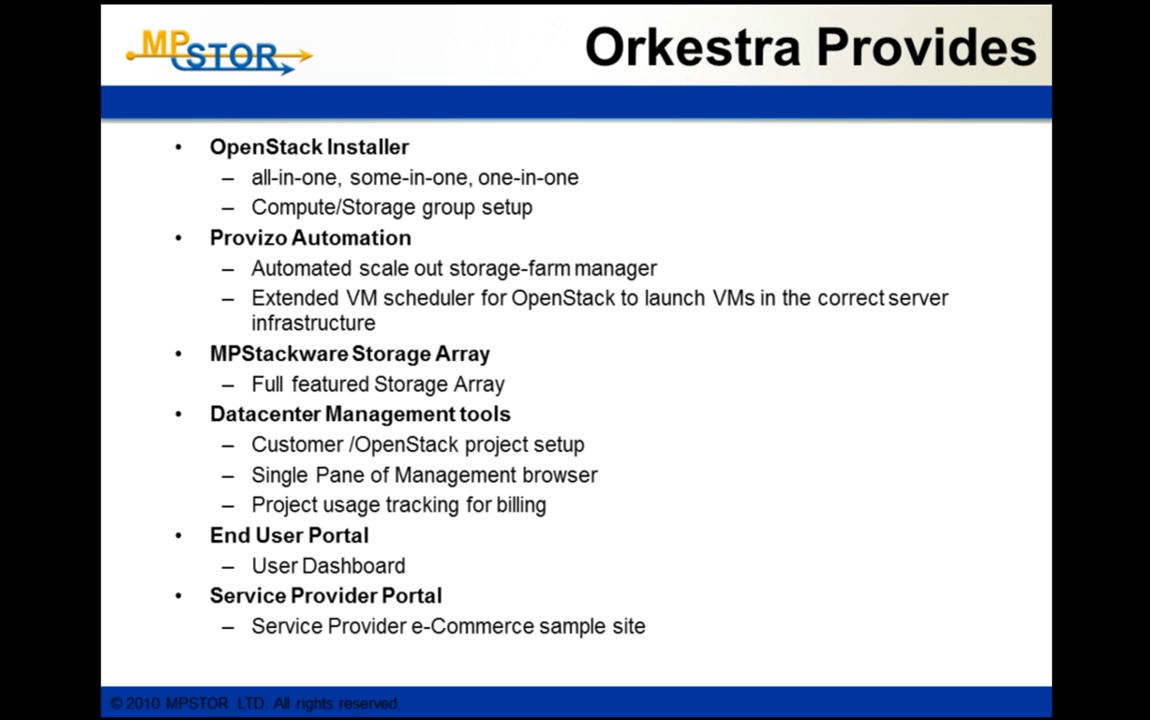 MPSTOR
Orkestra Provides
• OpenStack Installer
– all-in-one, some-in-one, one-in-one
– Compute/Storage group setup
• Provizo Automation
– Automated scale out storage-farm manager
– Extended VM scheduler for OpenStack to launch VMs in the correct server
infrastructure
• MPStackware Storage Array
– Full featured Storage Array
• Datacenter Management tools
– Customer /OpenStack project setup
– Single Pane of Management browser
– Project usage tracking for billing
• End User Portal
– User Dashboard
• Service Provider Portal
– Service Provider e-Commerce sample site
© 2010 MPSTOR LTD. All rights reserved.